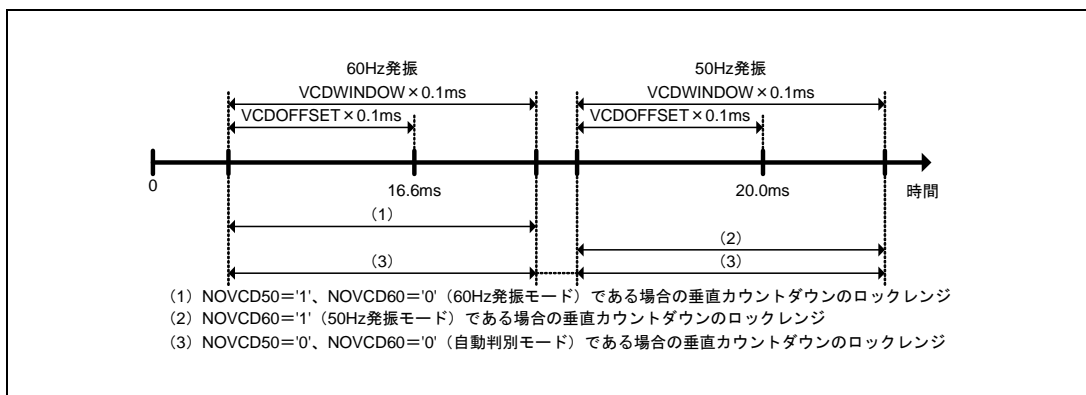 60Hz発振 50Hz発振
VCDWINDOW×0.1ms VCDWINDOW×0.1ms
VCDOFFSET×0.1ms VCDOFFSET×0.1ms
0 16.6ms 20.0ms 時間
（1）
（2）
（3） （3）
（1）NOVCD50＝'1'、NOVCD60＝'0'（60Hz発振モード）である場合の垂直カウントダウンのロックレンジ
（2）NOVCD60＝'1'（50Hz発振モード）である場合の垂直カウントダウンのロックレンジ
（3）NOVCD50＝'0'、NOVCD60＝'0'（自動判別モード）である場合の垂直カウントダウンのロックレンジ